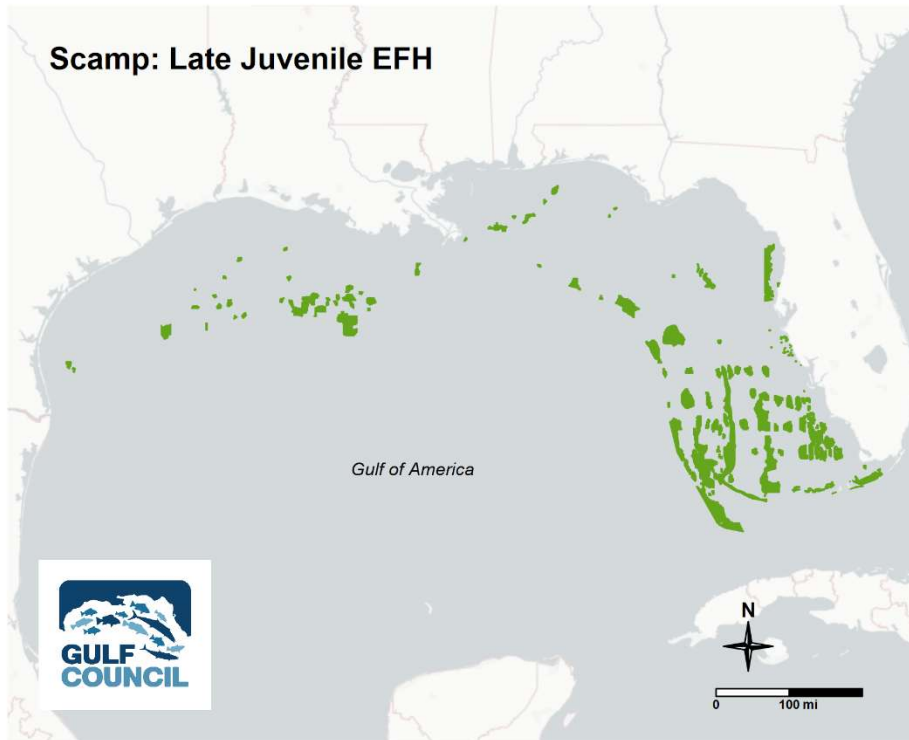 Scamp: Late Juvenile EFH
Gulf of America
GULF
COUNCIL
N
0 100 mi